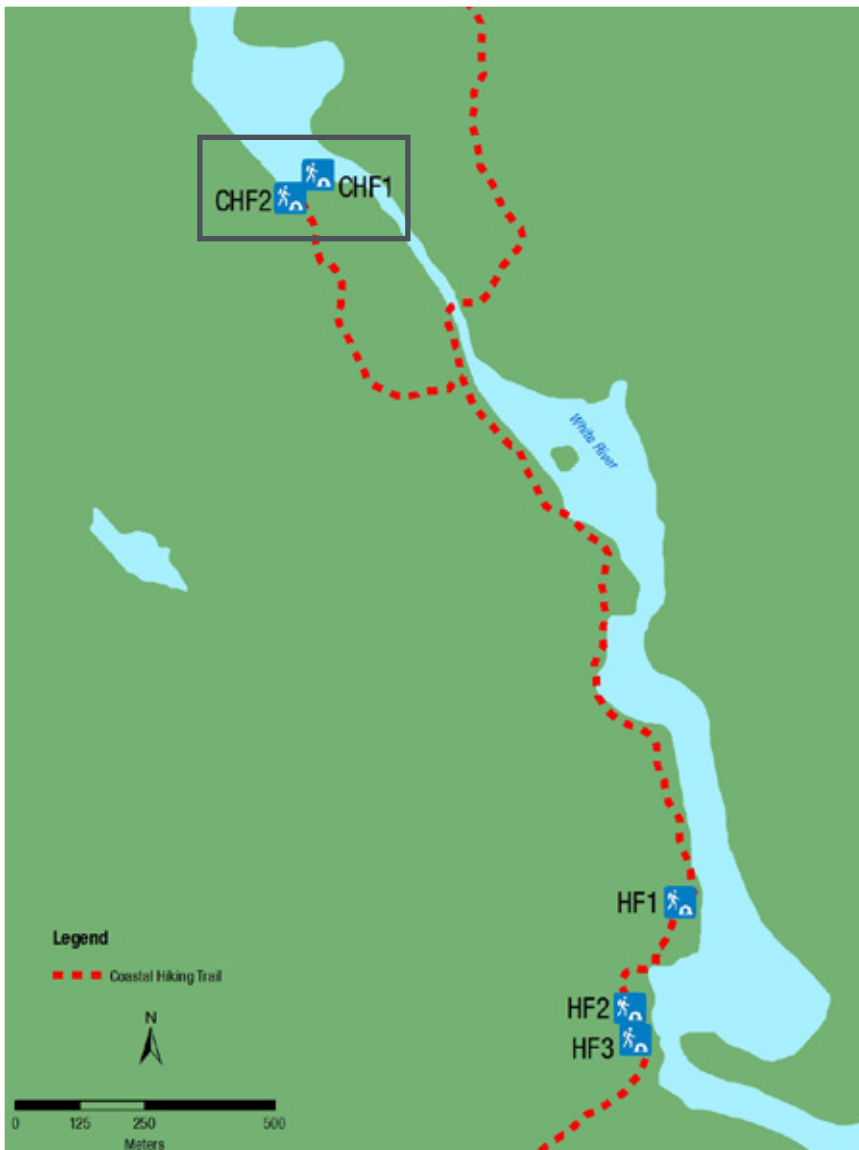 CHF1
CHF2
White River
HF1
Legend
Coastal Hiking Trail
HF2
N
HF3
0 125 250 500
Meters